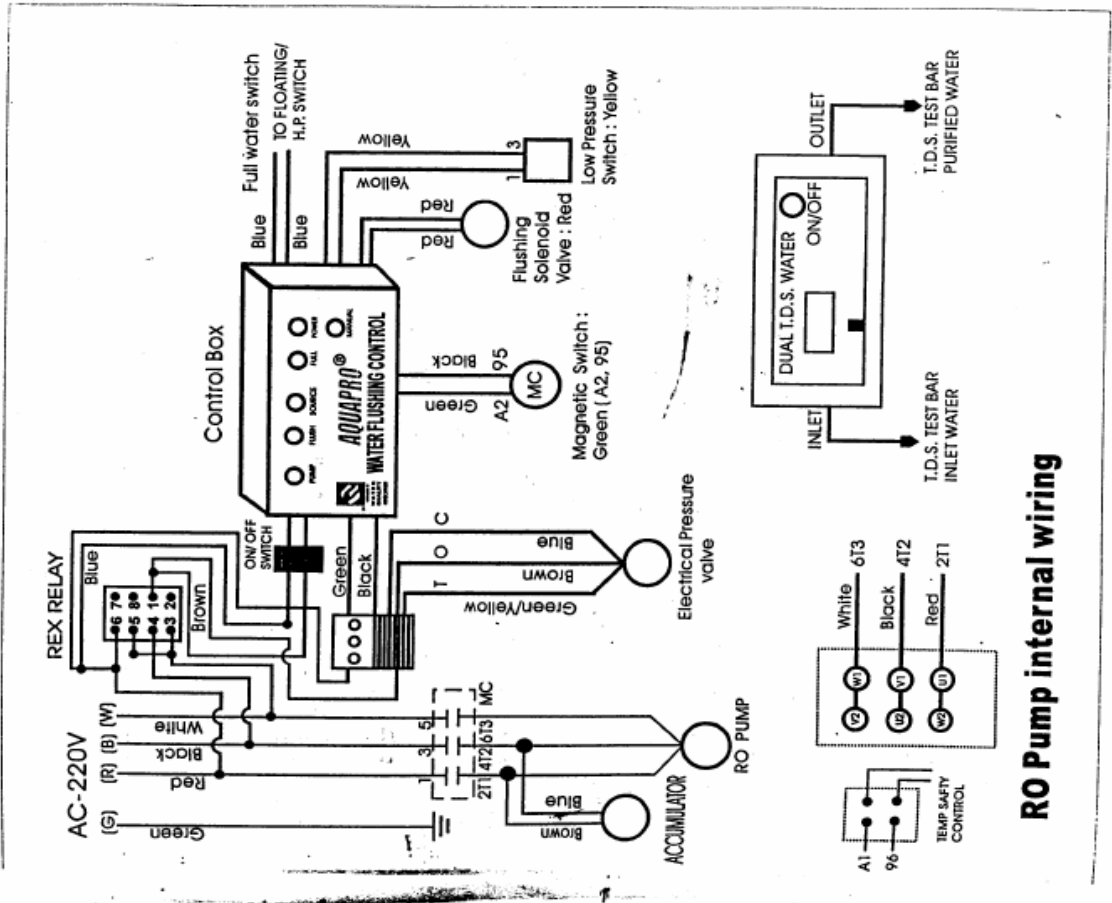 AC-220V
(G)
(R)
(B)
(W)
Green
Red
Black
White
REX RELAY
Blue
6 7
5 8
4 1
3 2
Brown
ON/ OFF
SWITCH
Control Box
PUMP
FLUSH
SOURCE
FULL
POWER
MANUAL
AQUAPRO®
WATER FLUSHING CONTROL
Full water switch
TO FLOATING/
H.P. SWITCH
Blue
Blue
Yellow
Yellow
1
3
Low Pressure
Switch : Yellow
Red
Red
Flushing
Solenoid
Valve : Red
Green
Black
A2
95
MC
Magnetic Switch :
Green ( A2, 95)
Green
Black
T
O
C
Green/Yellow
Brown
Blue
Electrical Pressure
valve
1
3
5
2T1
4T2
6T3
MC
Brown
Blue
ACCUMULATOR
RO PUMP
A1
96
TEMP SAFTY
CONTROL
V2
W1
White
6T3
U2
V1
Black
4T2
W2
U1
Red
2T1
INLET
T.D.S. TEST BAR
INLET WATER
DUAL T.D.S. WATER
ON/OFF
OUTLET
T.D.S. TEST BAR
PURIFIED WATER
RO Pump internal wiring